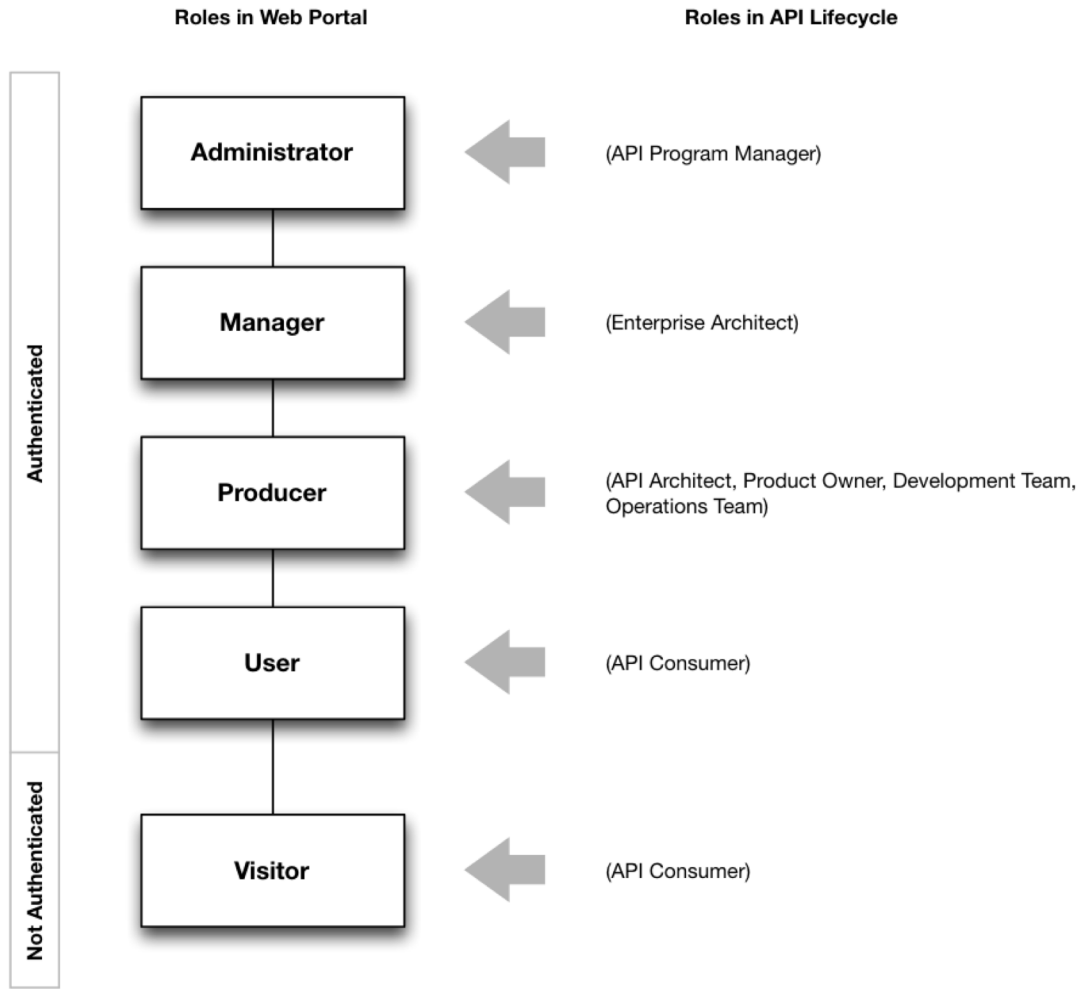 Roles in Web Portal
Roles in API Lifecycle
Authenticated
Administrator
(API Program Manager)
Manager
(Enterprise Architect)
Producer
(API Architect, Product Owner, Development Team,
Operations Team)
User
(API Consumer)
Not Authenticated
Visitor
(API Consumer)